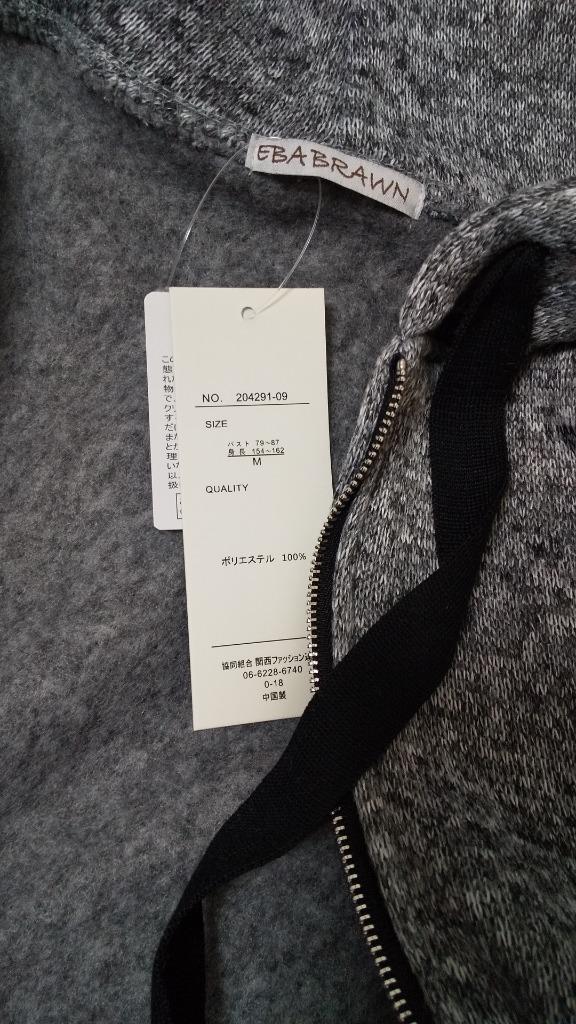 EBABRAWN
NO. 204291-09
SIZE
バスト 79~87
身長 154~162
M
QUALITY
ポリエステル 100%
協同組合 関西ファッション
06-6228-6740
0-18
中国製